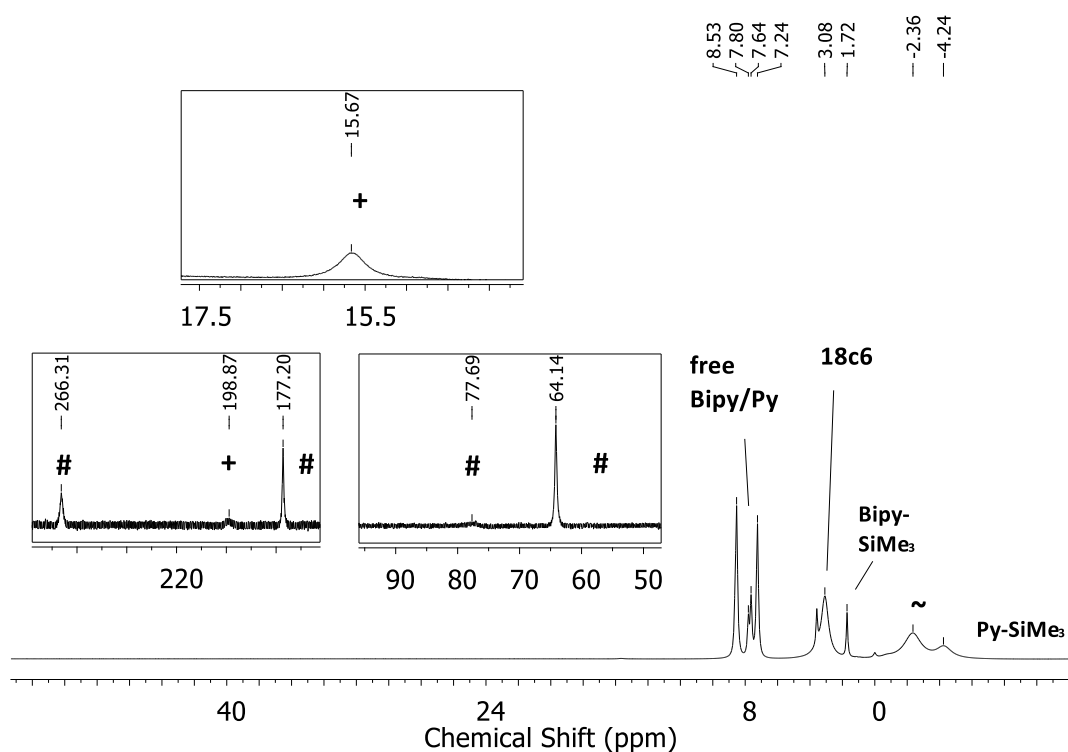 8.53
7.80
7.64
7.24
3.08
1.72
-2.36
-4.24
15.67
+
17.5 15.5
266.31
198.87
177.20
# + #
220
77.69
64.14
# #
90 80 70 60 50
free
Bipy/Py
18c6
Bipy-
SiMe₃
~
Py-SiMe₃
40 24 8 0
Chemical Shift (ppm)